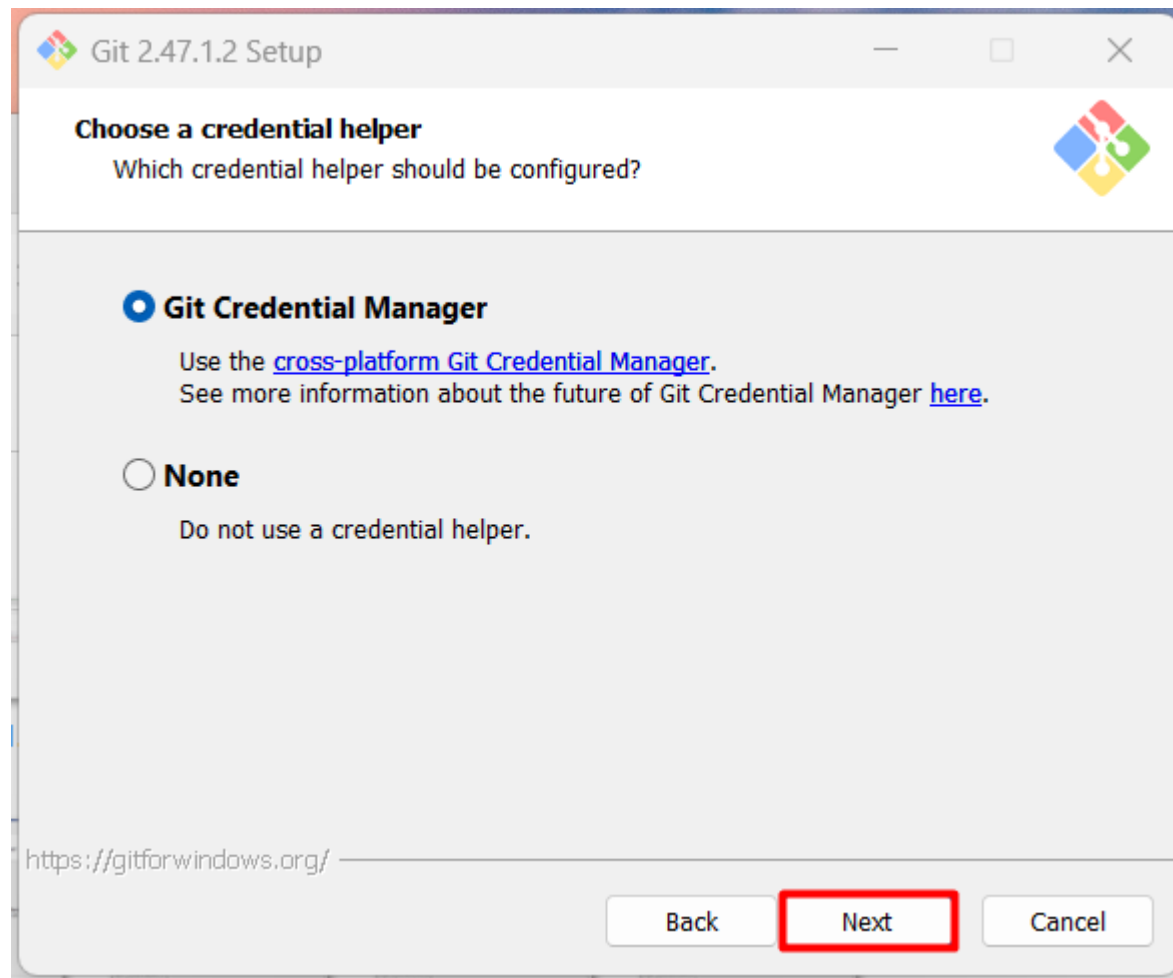 Git 2.47.1.2 Setup
Choose a credential helper
Which credential helper should be configured?
Git Credential Manager
Use the cross-platform Git Credential Manager.
See more information about the future of Git Credential Manager here.
None
Do not use a credential helper.
https://gitforwindows.org/
Back Next Cancel